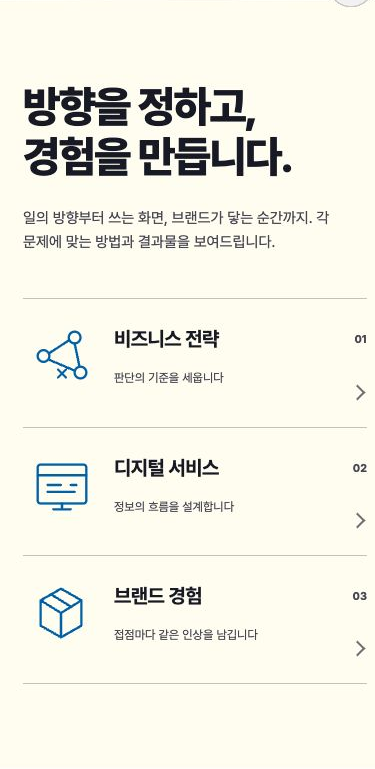 방향을 정하고,
경험을 만듭니다.
일의 방향부터 쓰는 화면, 브랜드가 닿는 순간까지. 각
문제에 맞는 방법과 결과물을 보여드립니다.
비즈니스 전략
01
판단의 기준을 세웁니다
디지털 서비스
02
정보의 흐름을 설계합니다
브랜드 경험
03
접점마다 같은 인상을 남깁니다